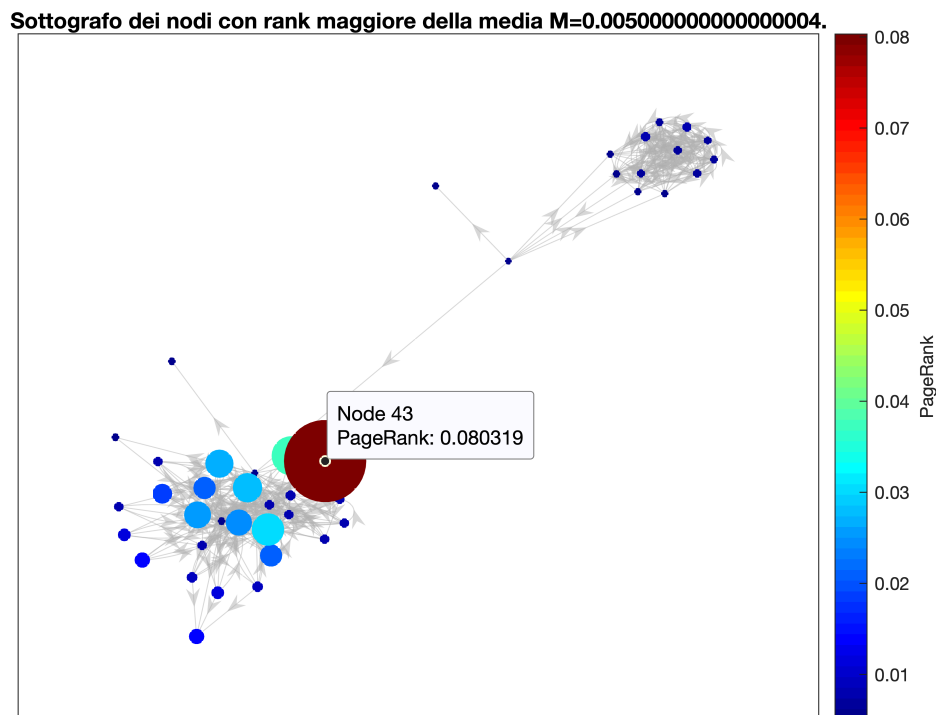 Sottografo dei nodi con rank maggiore della media M=0.0050000000000000004.
0.08
0.07
0.06
0.05
0.04
0.03
0.02
0.01
PageRank
Node 43
PageRank: 0.080319